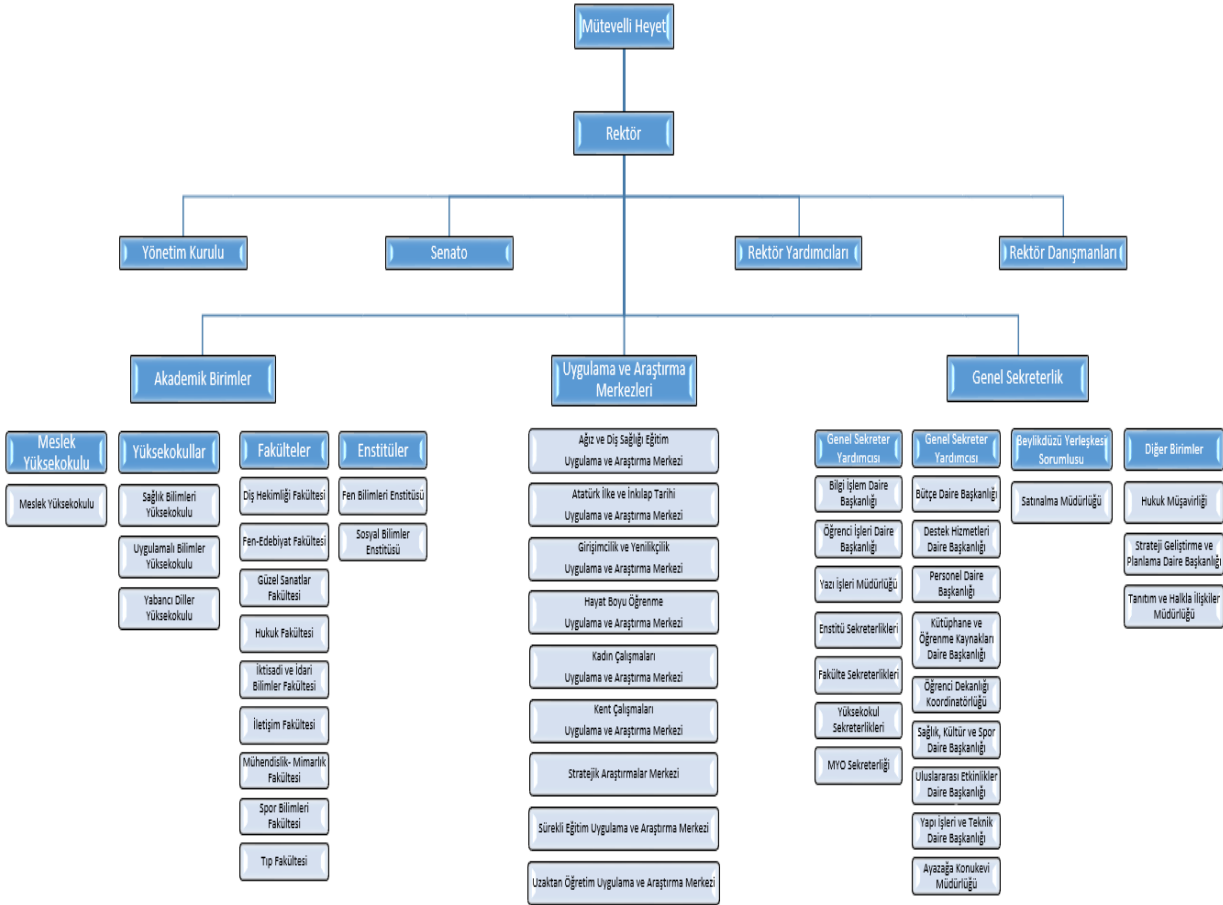 Mütevelli Heyet
Rektör
Yönetim Kurulu
Senato
Rektör Yardımcıları
Rektör Danışmanları
Akademik Birimler
Uygulama ve Araştırma
Merkezleri
Genel Sekreterlik
Meslek
Yüksekokulu
Meslek Yüksekokulu
Yüksekokullar
Sağlık Bilimleri
Yüksekokulu
Uygulamalı Bilimler
Yüksekokulu
Yabancı Diller
Yüksekokulu
Fakülteler
Diş Hekimliği Fakültesi
Fen-Edebiyat Fakültesi
Güzel Sanatlar
Fakültesi
Hukuk Fakültesi
İktisadi ve İdari
Bilimler Fakültesi
İletişim Fakültesi
Mühendislik- Mimarlık
Fakültesi
Spor Bilimleri
Fakültesi
Tıp Fakültesi
Enstitüler
Fen Bilimleri Enstitüsü
Sosyal Bilimler
Enstitüsü
Ağız ve Diş Sağlığı Eğitim
Uygulama ve Araştırma Merkezi
Atatürk İlke ve İnkılap Tarihi
Uygulama ve Araştırma Merkezi
Girişimcilik ve Yenilikçilik
Uygulama ve Araştırma Merkezi
Hayat Boyu Öğrenme
Uygulama ve Araştırma Merkezi
Kadın Çalışmaları
Uygulama ve Araştırma Merkezi
Kent Çalışmaları
Uygulama ve Araştırma Merkezi
Stratejik Araştırmalar Merkezi
Sürekli Eğitim Uygulama ve Araştırma Merkezi
Uzaktan Öğretim Uygulama ve Araştırma Merkezi
Genel Sekreter
Yardımcısı
Bilgi İşlem Daire
Başkanlığı
Öğrenci İşleri Daire
Başkanlığı
Yazı İşleri Müdürlüğü
Enstitü Sekreterlikleri
Fakülte Sekreterlikleri
Yüksekokul
Sekreterlikleri
MYO Sekreterliği
Genel Sekreter
Yardımcısı
Bütçe Daire Başkanlığı
Destek Hizmetleri
Daire Başkanlığı
Personel Daire
Başkanlığı
Kütüphane ve
Öğrenme Kaynakları
Daire Başkanlığı
Öğrenci Dekanlığı
Koordinatörlüğü
Sağlık, Kültür ve Spor
Daire Başkanlığı
Uluslararası Etkinlikler
Daire Başkanlığı
Yapı İşleri ve Teknik
Daire Başkanlığı
Ayazağa Konukevi
Müdürlüğü
Beylikdüzü Yerleşkesi
Sorumlusu
Satınalma Müdürlüğü
Diğer Birimler
Hukuk Müşavirliği
Strateji Geliştirme ve
Planlama Daire Başkanlığı
Tanıtım ve Halkla İlişkiler
Müdürlüğü